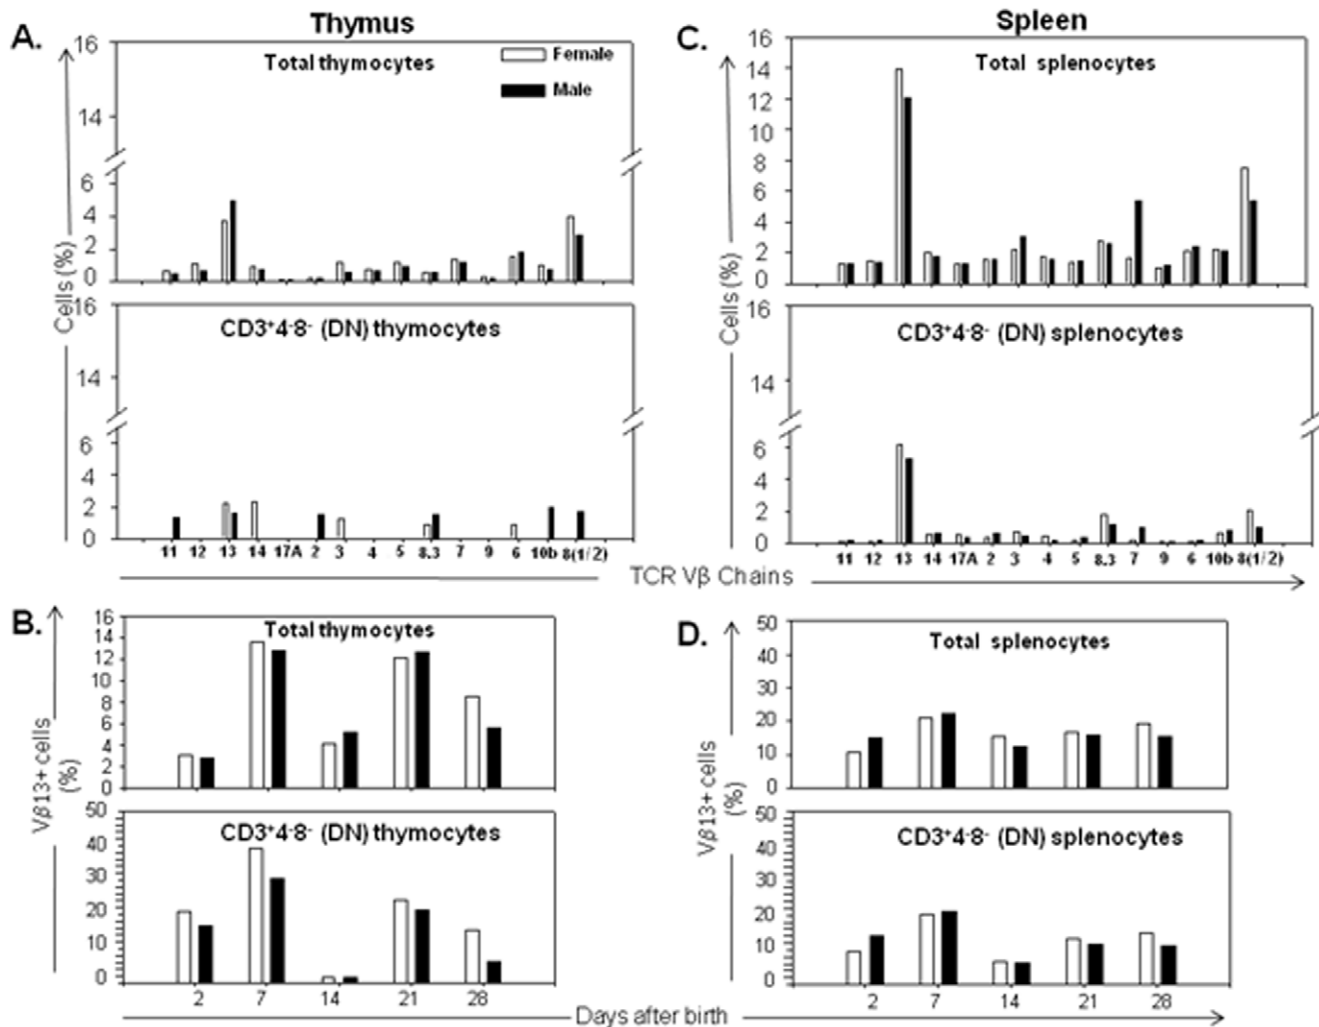 A.
Thymus
16
14
6
4
2
0
Total thymocytes
Female
Male
Cells (%)
16
14
6
4
2
0
CD3⁺4⁻8⁻ (DN) thymocytes
11 12 13 14 17A 2 3 4 5 8.3 7 9 6 10b 8(1/2)
C.
Spleen
16
14
12
10
8
6
4
2
0
Total splenocytes
Cells (%)
16
14
6
4
2
0
CD3⁺4⁻8⁻ (DN) splenocytes
11 12 13 14 17A 2 3 4 5 8.3 7 9 6 10b 8(1/2)
TCR Vβ Chains
B.
16
14
12
10
8
6
4
2
0
Total thymocytes
Vβ13+ cells
(%)
50
40
30
20
10
0
CD3⁺4⁻8⁻ (DN) thymocytes
2 7 14 21 28
D.
50
40
30
20
10
0
Total splenocytes
Vβ13+ cells
(%)
50
40
30
20
10
0
CD3⁺4⁻8⁻ (DN) splenocytes
2 7 14 21 28
Days after birth